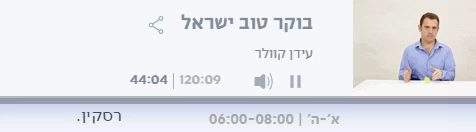 בוקר טוב ישראל
עידן קוולר
44:04 | 120:09
א׳-ה׳ | 06:00-08:00
רסקין.